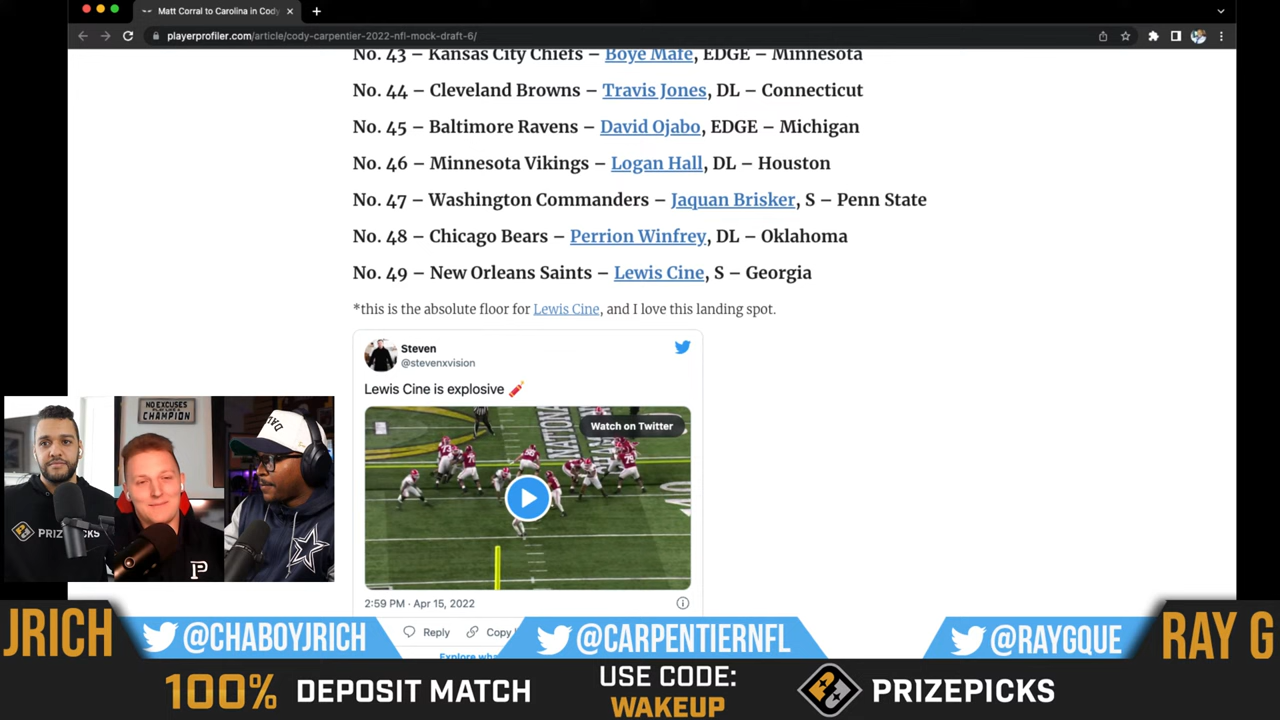 Matt Corral to Carolina in Cody
playerprofiler.com/article/cody-carpentier-2022-nfl-mock-draft-6/
No. 43 – Kansas City Chiefs – Boye Mafe, EDGE – Minnesota
No. 44 – Cleveland Browns – Travis Jones, DL – Connecticut
No. 45 – Baltimore Ravens – David Ojabo, EDGE – Michigan
No. 46 – Minnesota Vikings – Logan Hall, DL – Houston
No. 47 – Washington Commanders – Jaquan Brisker, S – Penn State
No. 48 – Chicago Bears – Perrion Winfrey, DL – Oklahoma
No. 49 – New Orleans Saints – Lewis Cine, S – Georgia
*this is the absolute floor for Lewis Cine, and I love this landing spot.
Steven
@stevenxvision
Lewis Cine is explosive
Watch on Twitter
NATIONAL
2:59 PM · Apr 15, 2022
Reply
Copy
NO EXCUSES
PLAY LIKE A
CHAMPION
PRIZEPICKS
JRICH
@CHABOYJRICH
@CARPENTIERNFL
@RAYGQUE
RAY G
100% DEPOSIT MATCH
USE CODE:
WAKEUP
PRIZEPICKS